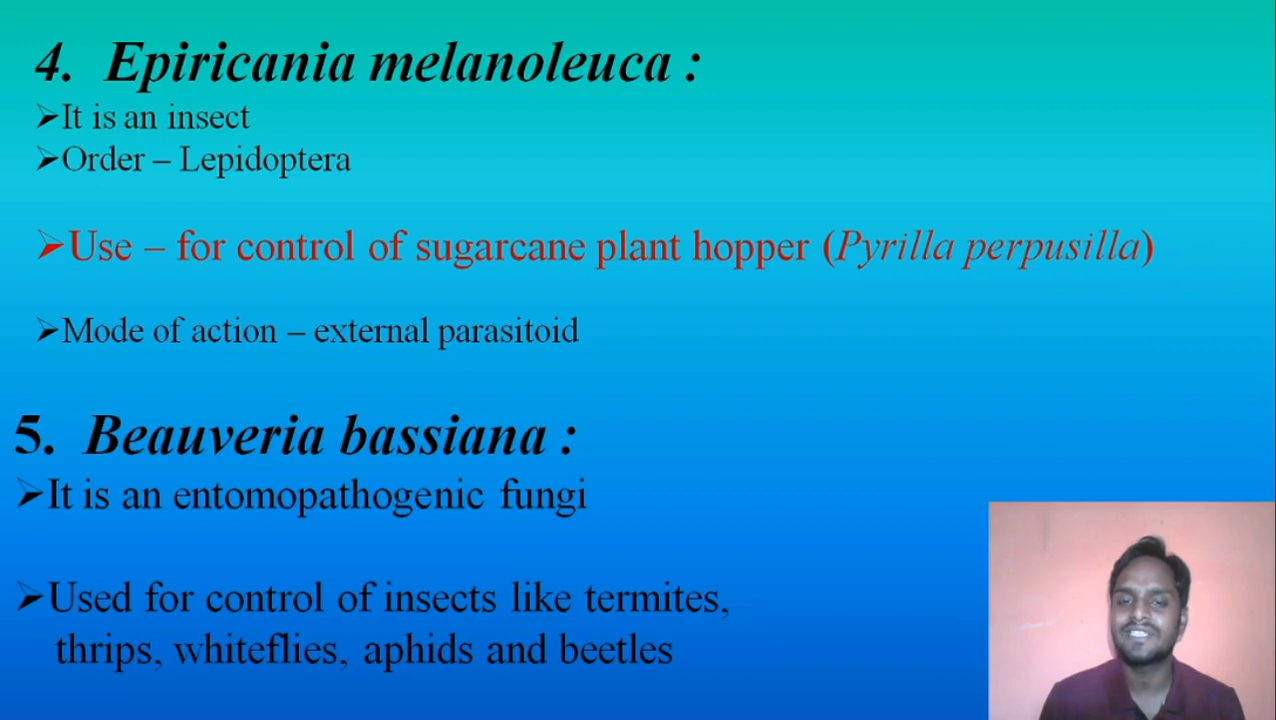 4. Epiricania melanoleuca :
➢It is an insect
➢Order – Lepidoptera
➢Use – for control of sugarcane plant hopper (Pyrilla perpusilla)
➢Mode of action – external parasitoid
5. Beauveria bassiana :
➢It is an entomopathogenic fungi
➢Used for control of insects like termites,
thrips, whiteflies, aphids and beetles